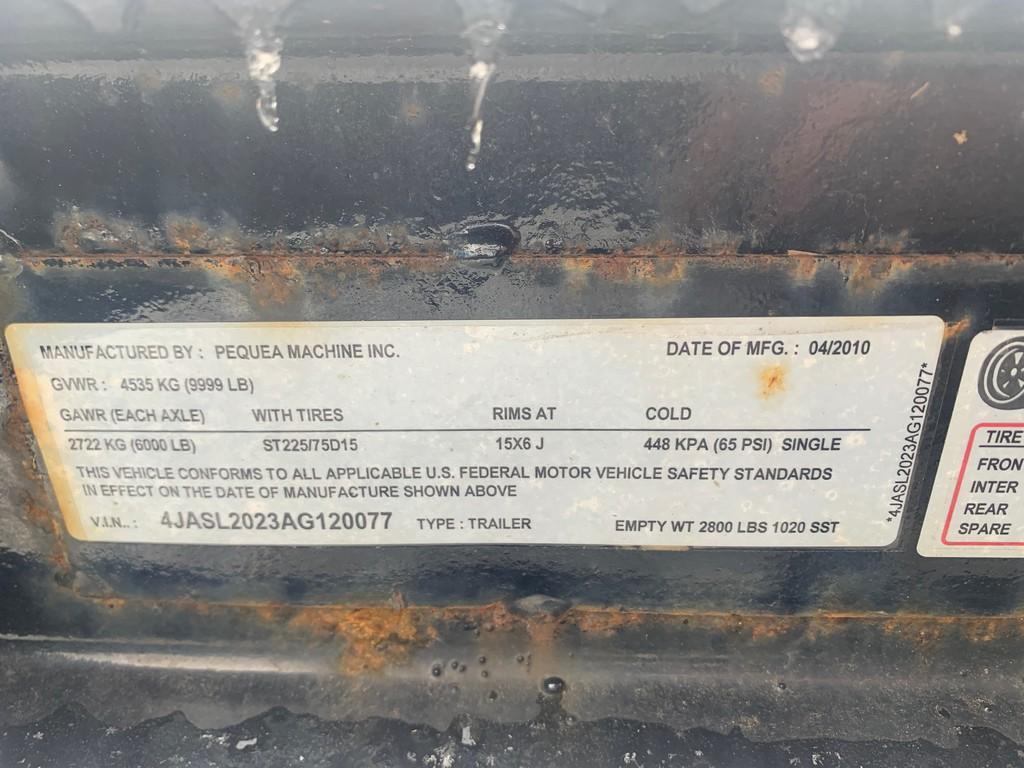 MANUFACTURED BY : PEQUEA MACHINE INC. DATE OF MFG. : 04/2010
GVWR : 4535 KG (9999 LB)
GAWR (EACH AXLE) WITH TIRES RIMS AT COLD
2722 KG (6000 LB) ST225/75D15 15X6 J 448 KPA (65 PSI) SINGLE
THIS VEHICLE CONFORMS TO ALL APPLICABLE U.S. FEDERAL MOTOR VEHICLE SAFETY STANDARDS
IN EFFECT ON THE DATE OF MANUFACTURE SHOWN ABOVE
V.I.N.. : 4JASL2023AG120077 TYPE : TRAILER EMPTY WT 2800 LBS 1020 SST
*4JASL2023AG120077*
TIRE
FRON
INTER
REAR
SPARE